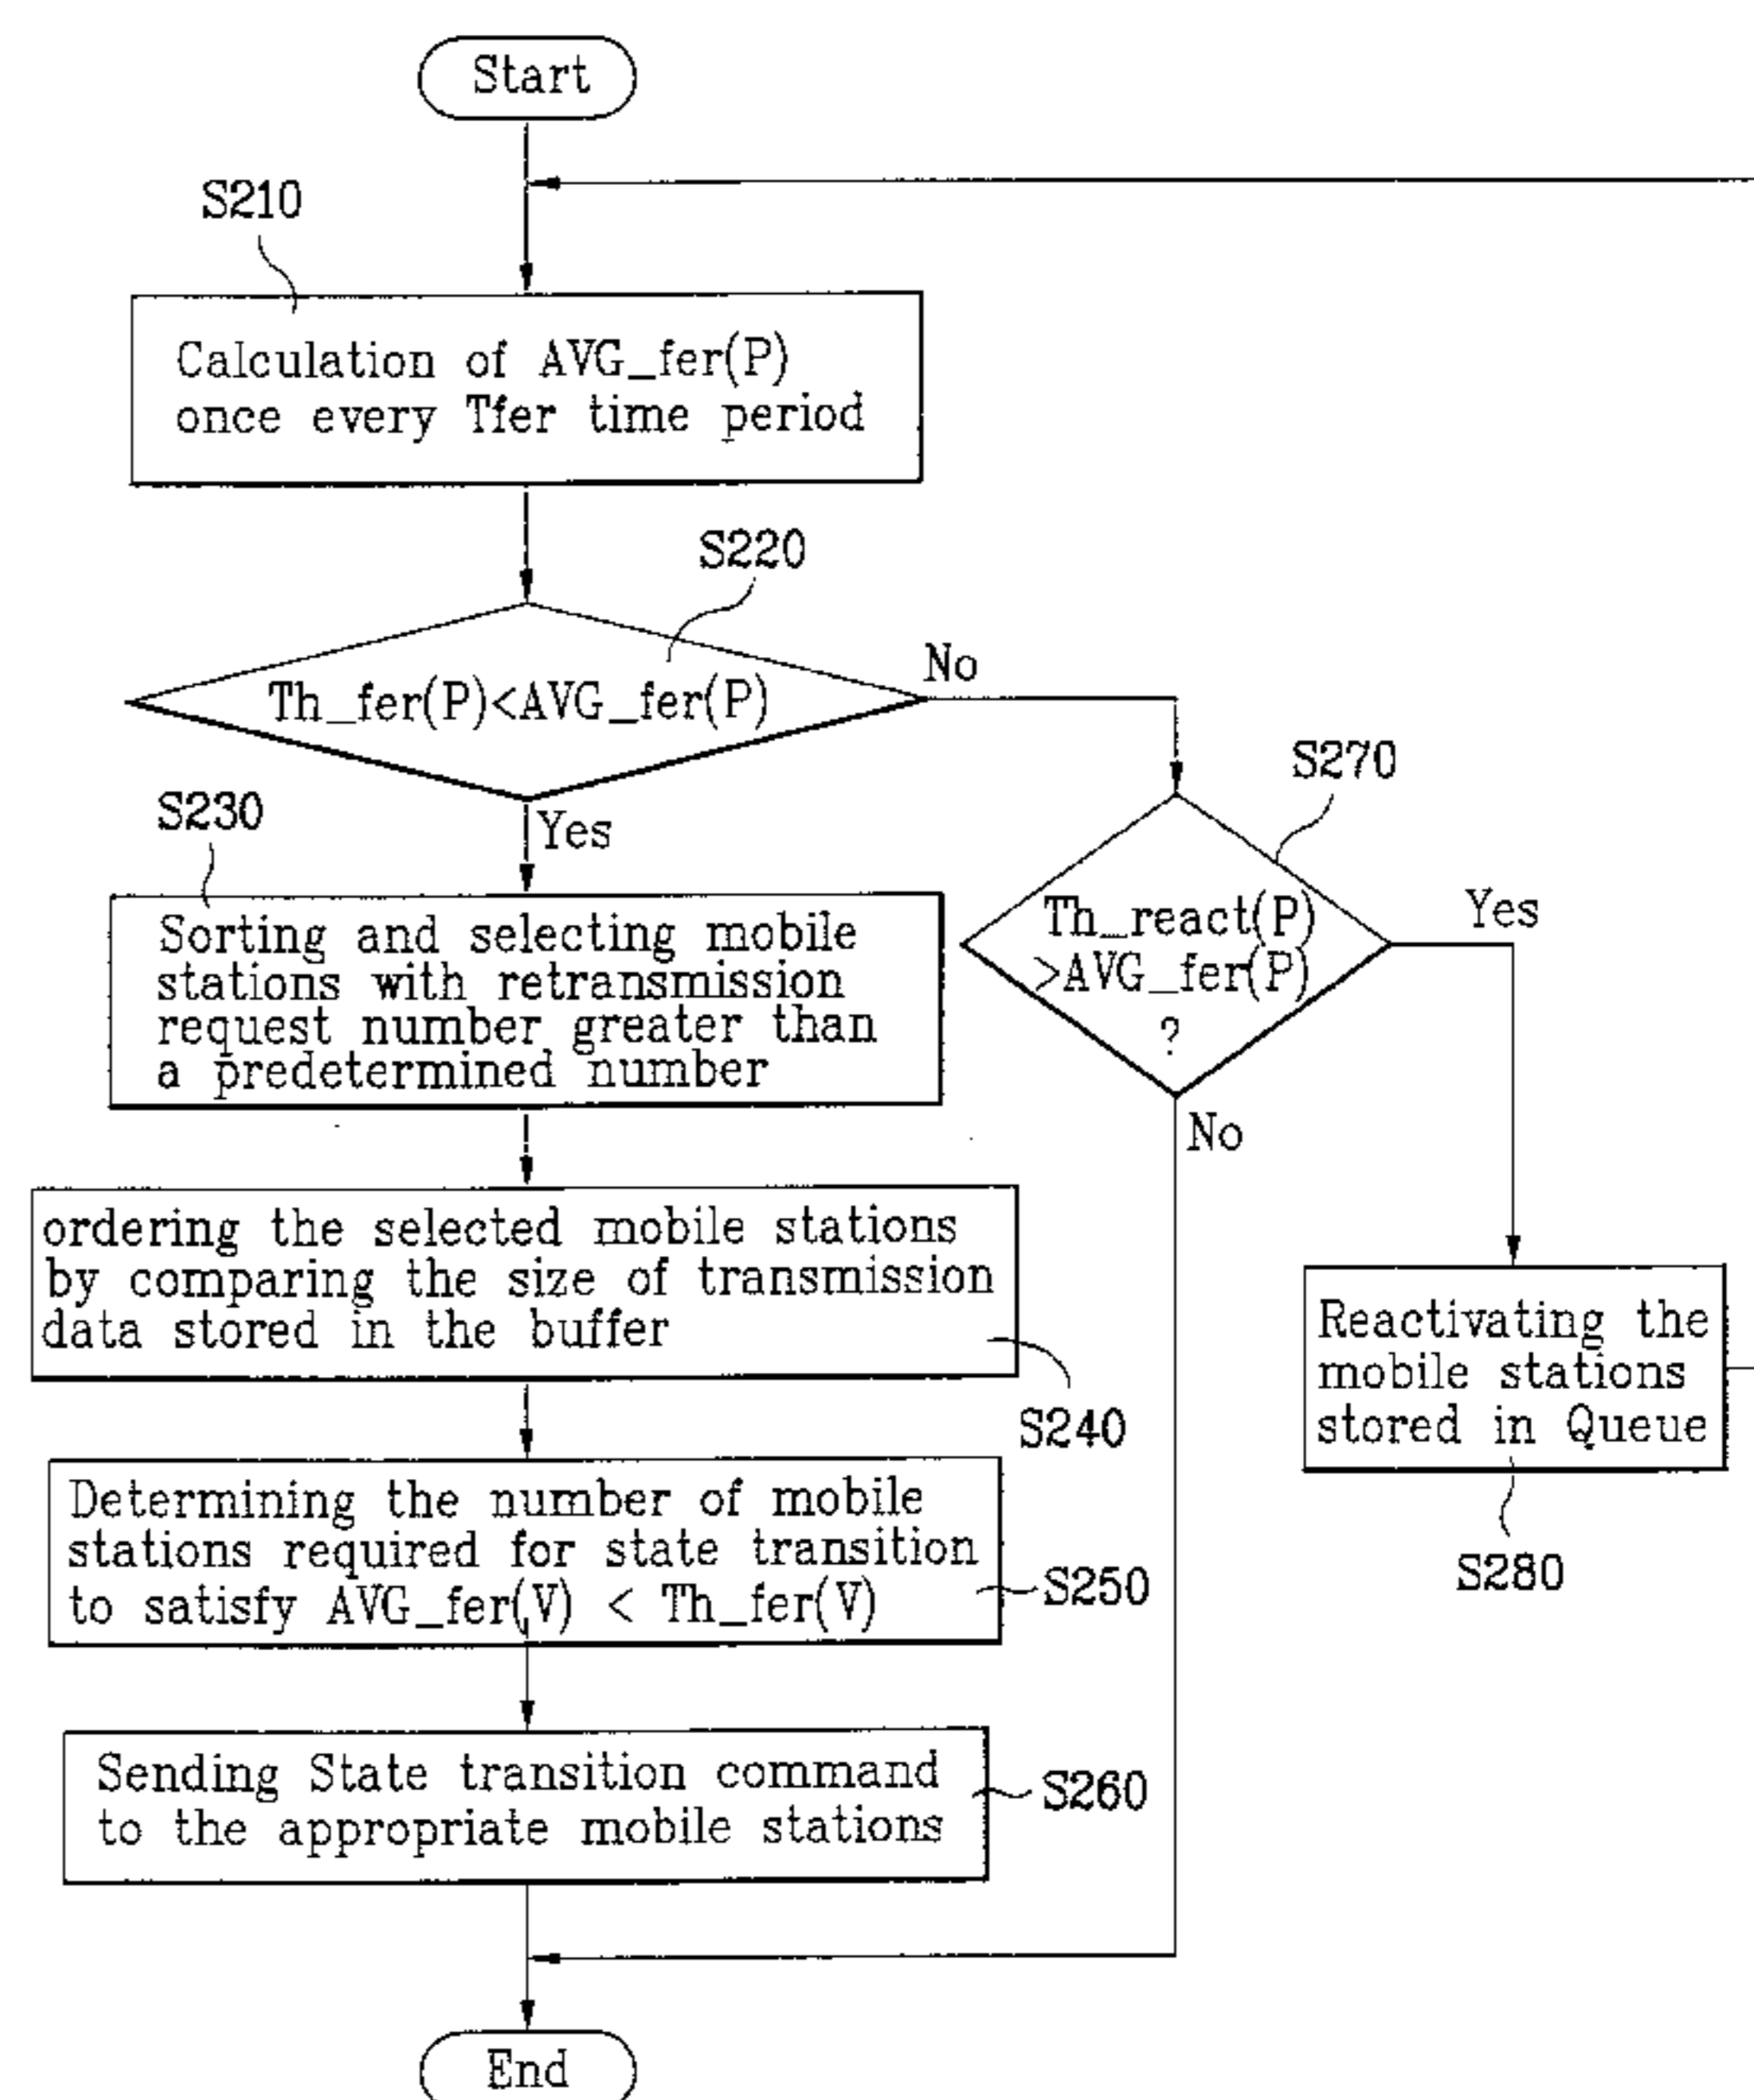 Start
S210
Calculation of AVG_fer(P)
once every Tfer time period
S220
Th_fer(P)<AVG_fer(P)
No
Yes
S270
Th_react(P)
>AVG_fer(P)
?
Yes
No
S230
Sorting and selecting mobile
stations with retransmission
request number greater than
a predetermined number
ordering the selected mobile stations
by comparing the size of transmission
data stored in the buffer
S240
Reactivating the
mobile stations
stored in Queue
S280
Determining the number of mobile
stations required for state transition
to satisfy AVG_fer(V) < Th_fer(V)
S250
Sending State transition command
to the appropriate mobile stations
S260
End